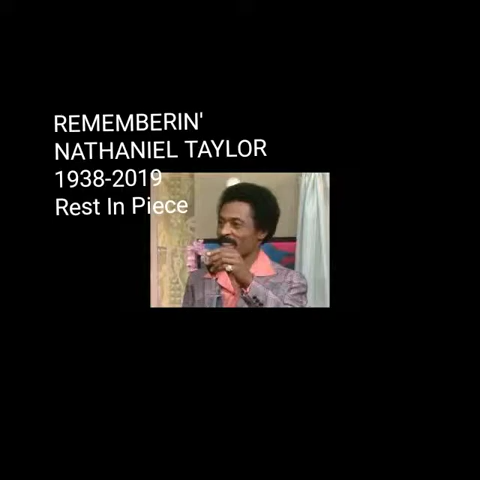 REMEMBERIN'
NATHANIEL TAYLOR
1938-2019
Rest In Piece